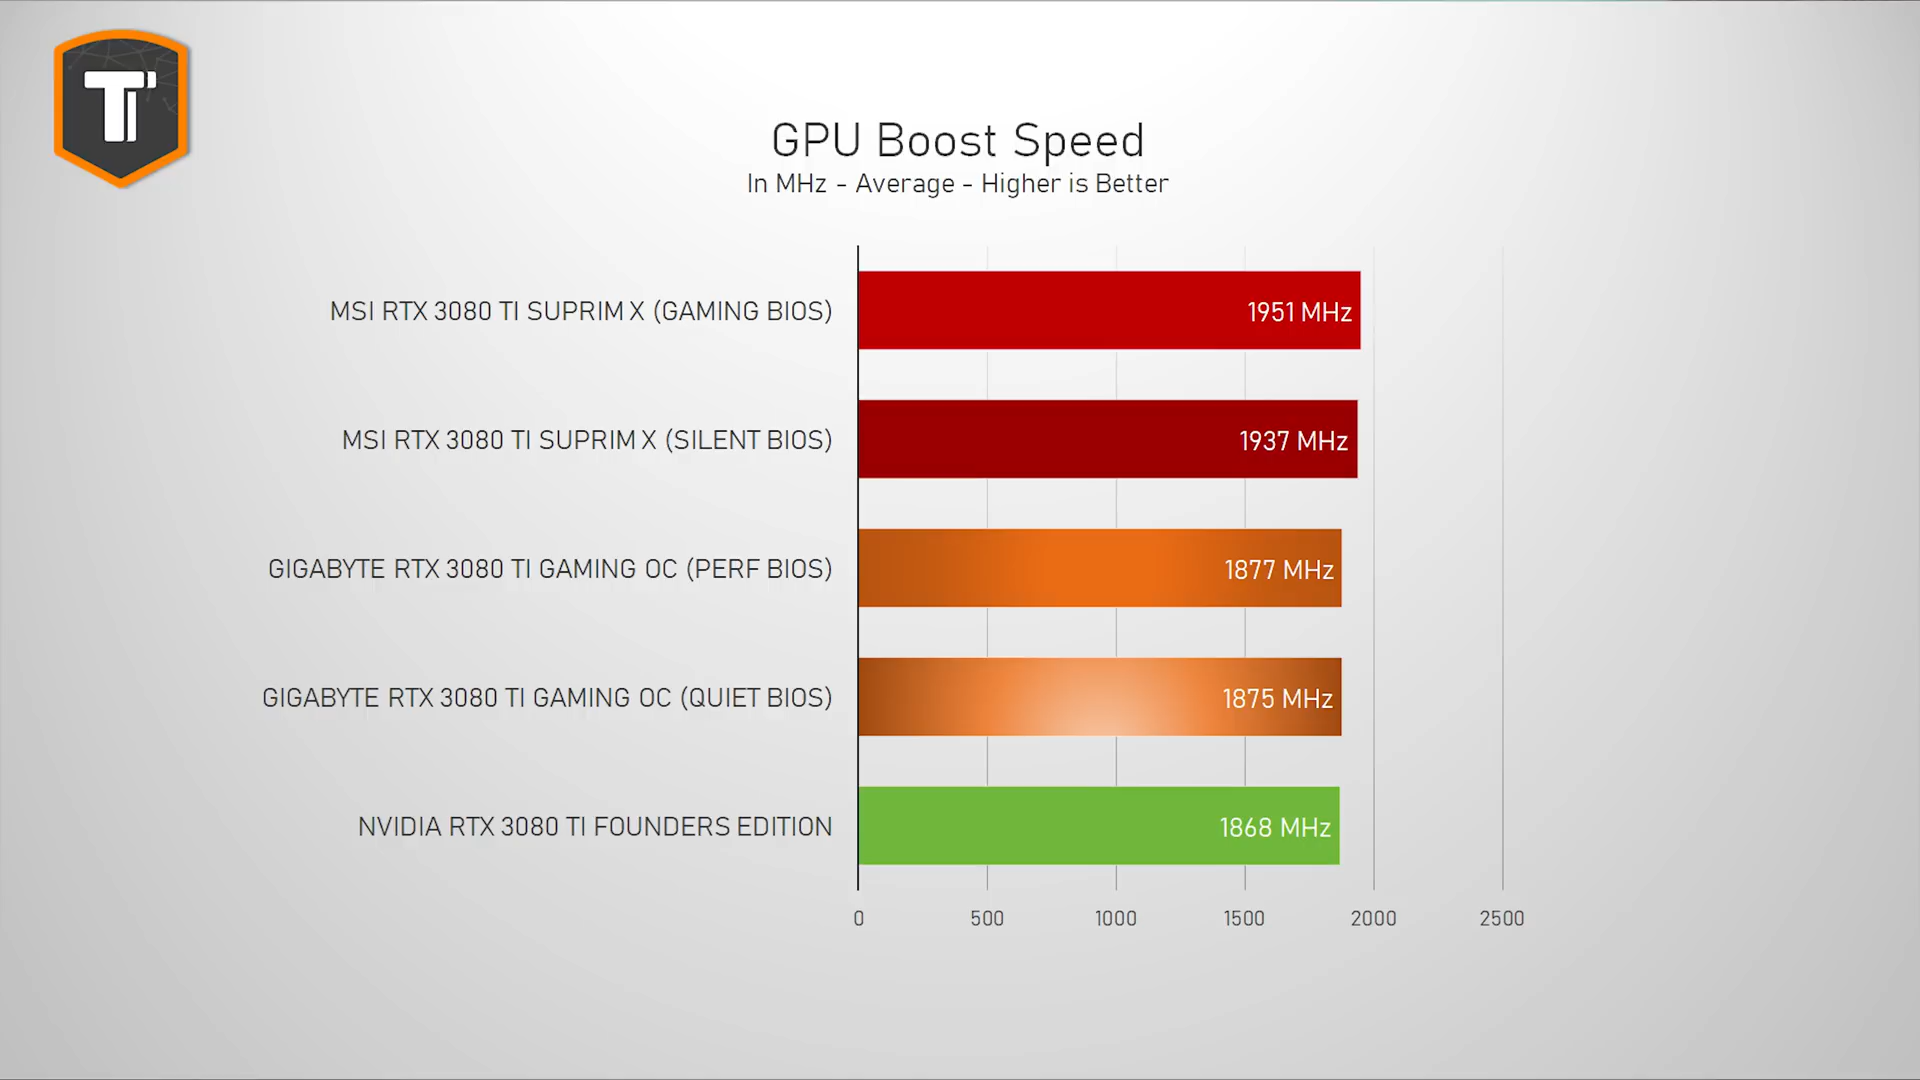 GPU Boost Speed
In MHz - Average - Higher is Better
MSI RTX 3080 TI SUPRIM X (GAMING BIOS)
1951 MHz
MSI RTX 3080 TI SUPRIM X (SILENT BIOS)
1937 MHz
GIGABYTE RTX 3080 TI GAMING OC (PERF BIOS)
1877 MHz
GIGABYTE RTX 3080 TI GAMING OC (QUIET BIOS)
1875 MHz
NVIDIA RTX 3080 TI FOUNDERS EDITION
1868 MHz
0 500 1000 1500 2000 2500